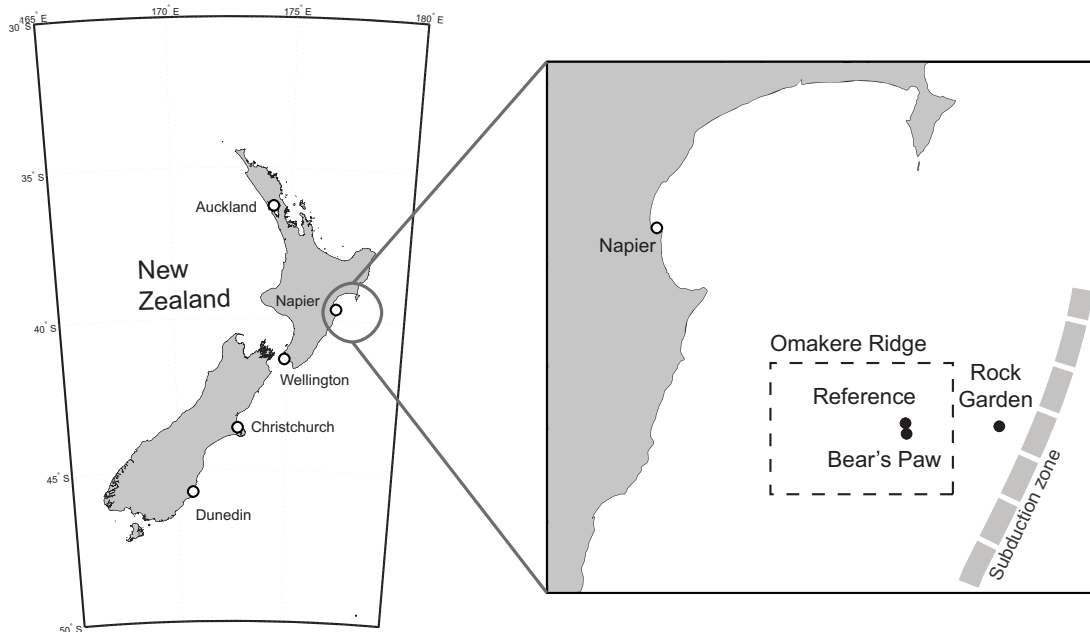 165° E
170° E
180° E
30° S
175° E
35° S
Auckland
New
Zealand
Napier
40° S
Wellington
Christchurch
45° S
Dunedin
50° S
Napier
Omakere Ridge
Rock
Garden
Reference
Bear's Paw
Subduction zone